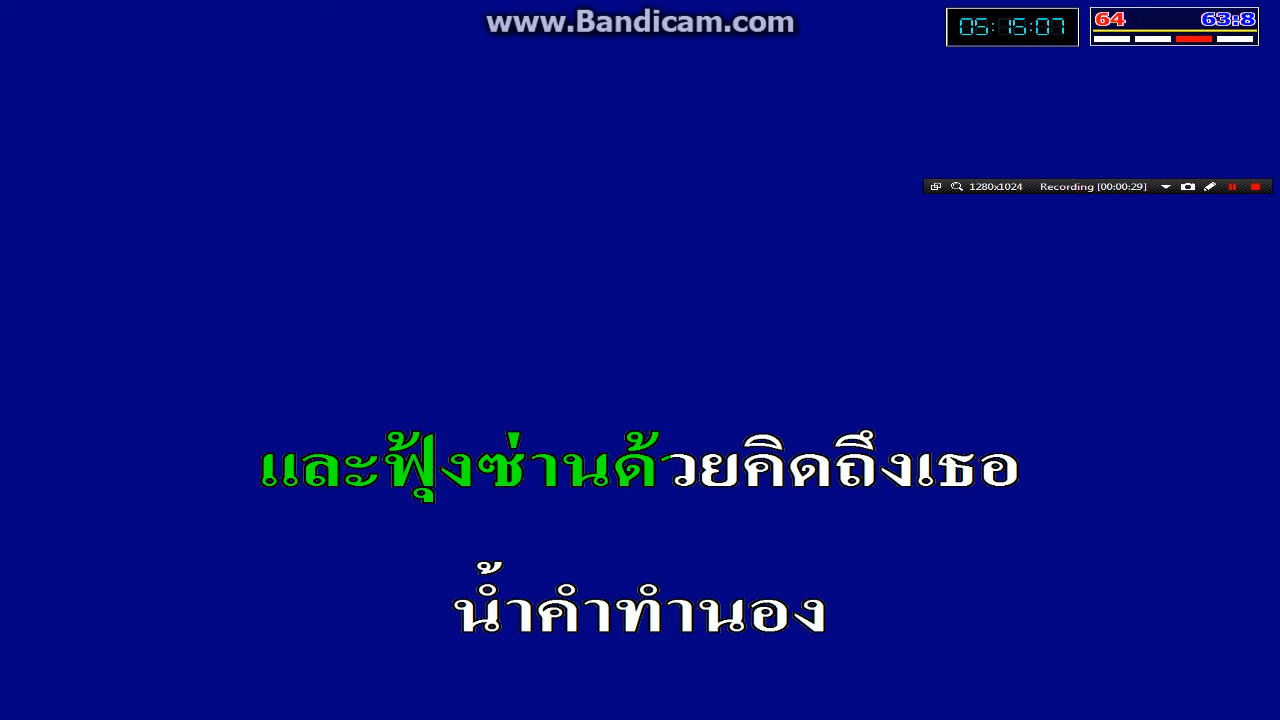 www.Bandicam.com
05:15:07
64 63:8
1280x1024 Recording [00:00:29]
และฟุ้งซ่านด้วยคิดถึงเธอ
น้ำคำทำนอง